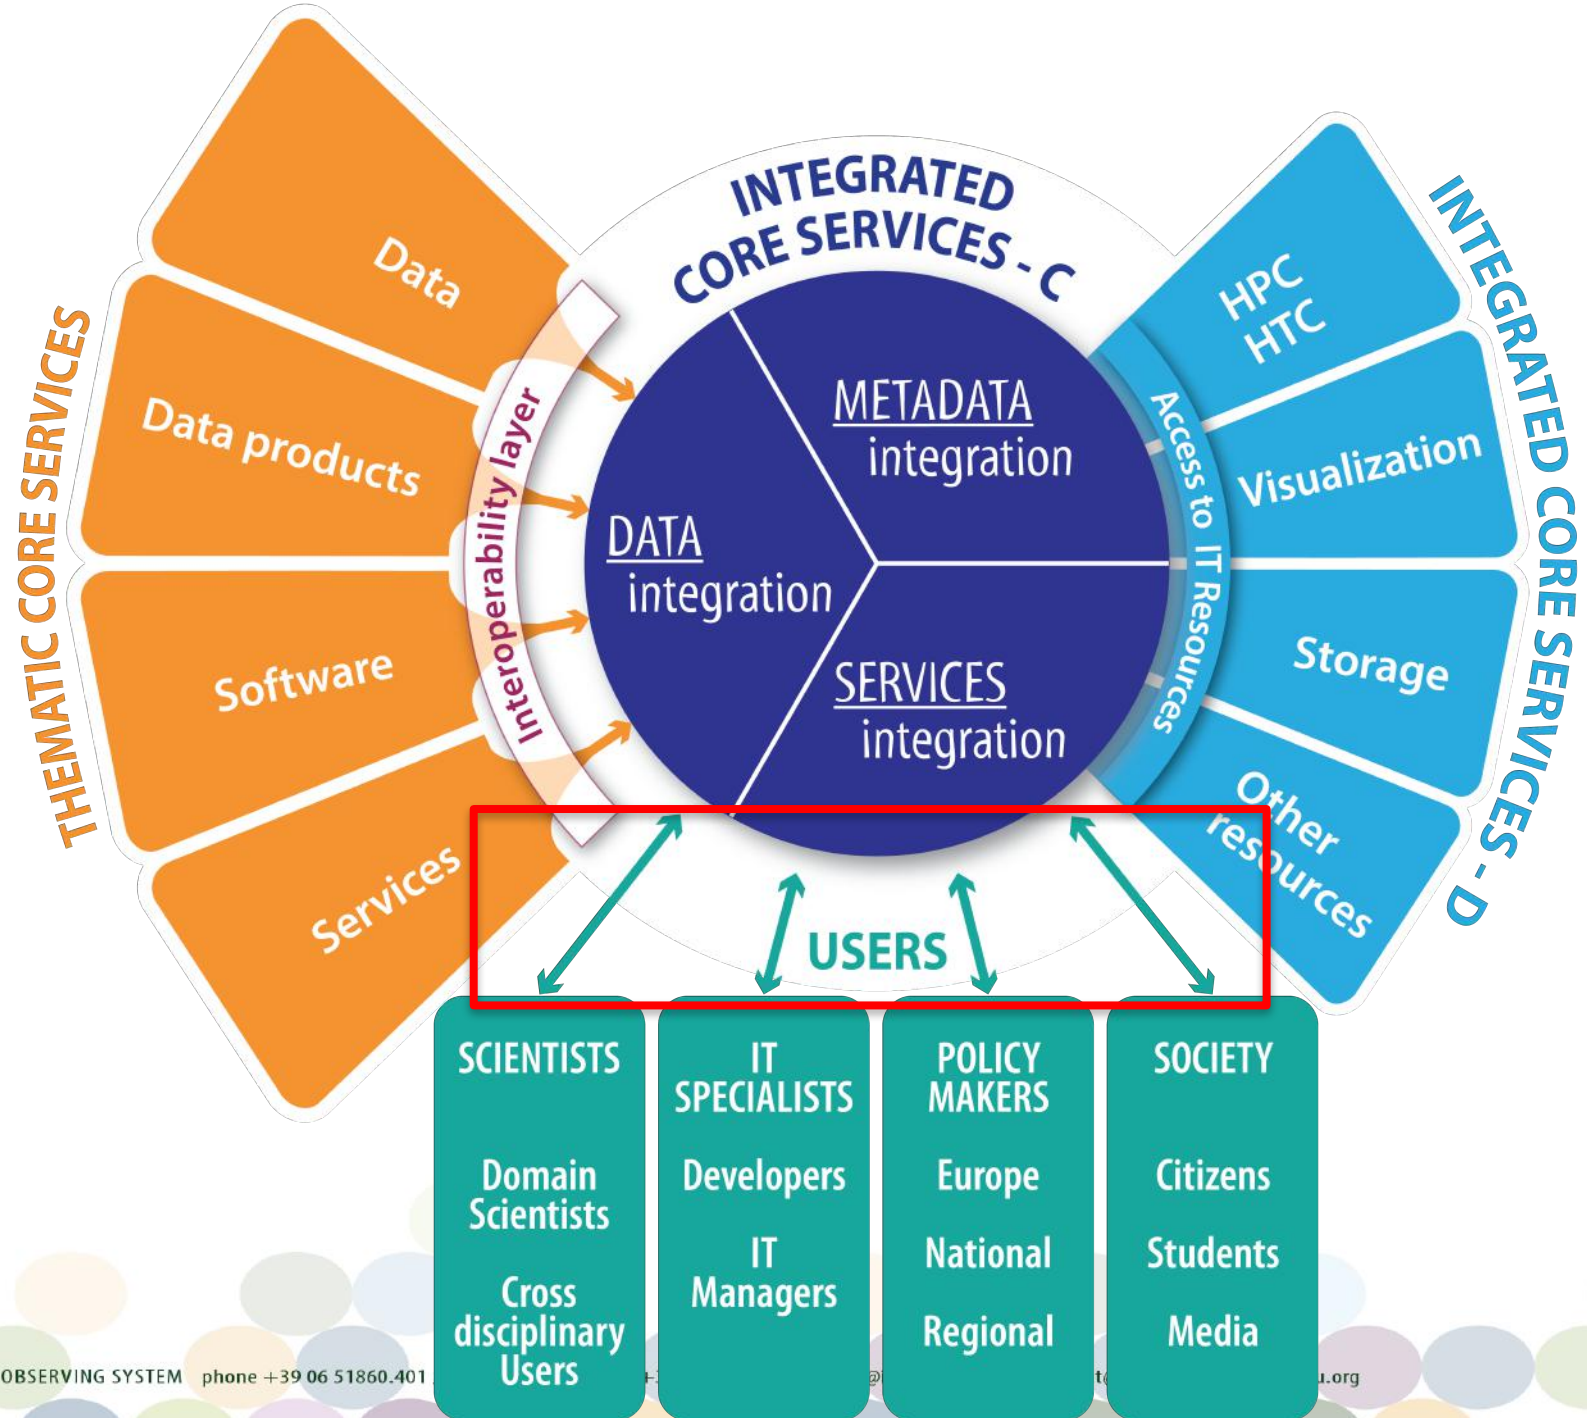 THEMATIC CORE SERVICES
Data
Data products
Software
Services
Interoperability layer
INTEGRATED
CORE SERVICES - C
METADATA
integration
DATA
integration
SERVICES
integration
Access to IT Resources
HPC
HTC
Visualization
Storage
Other
resources
INTEGRATED CORE SERVICES - D
USERS
SCIENTISTS
Domain
Scientists
Cross
disciplinary
Users
IT
SPECIALISTS
Developers
IT
Managers
POLICY
MAKERS
Europe
National
Regional
SOCIETY
Citizens
Students
Media
OBSERVING SYSTEM phone +39 06 51860.401